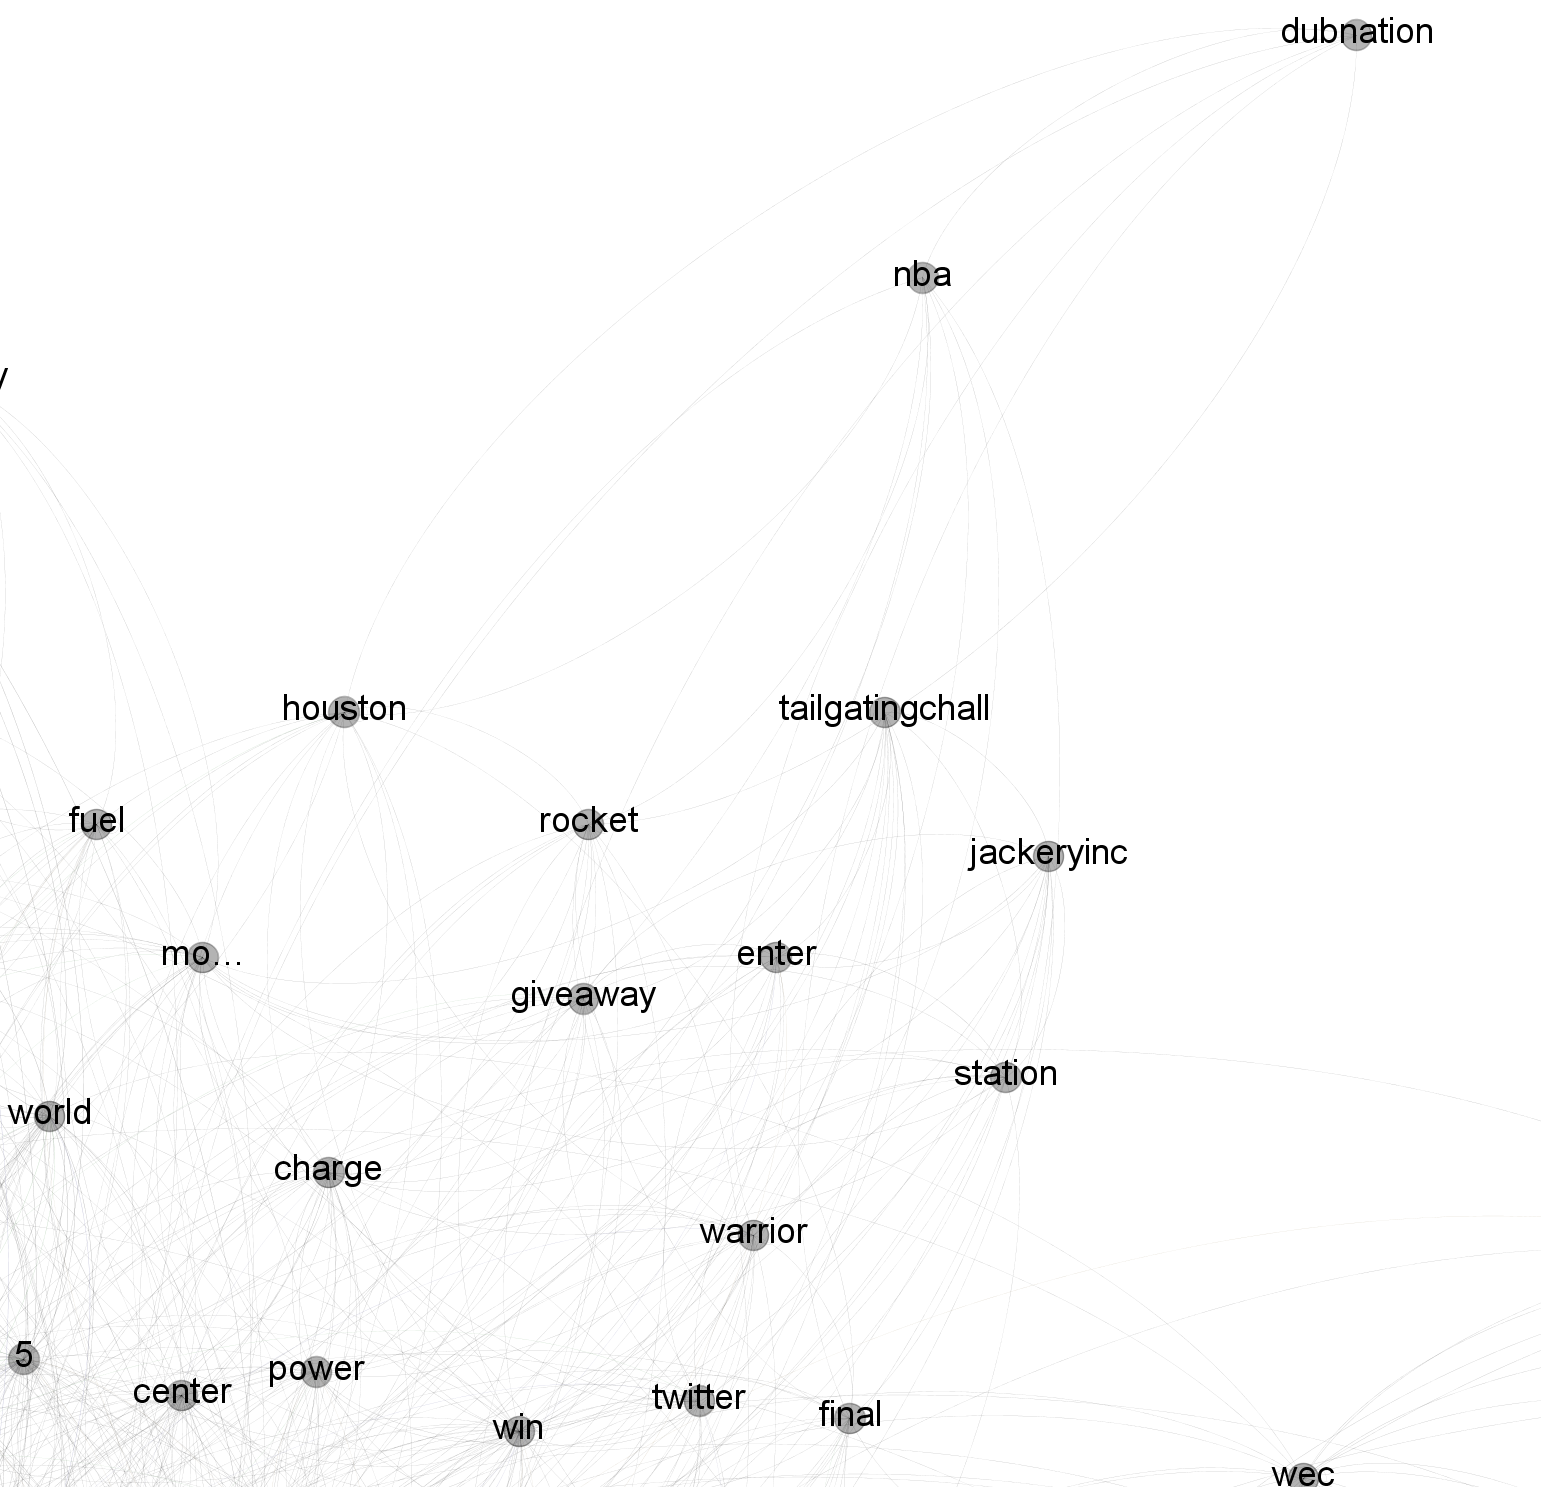 dubnation
nba
houston
tailgatingchall
fuel
rocket
jackeryinc
mo…
enter
giveaway
station
world
charge
warrior
5
power
center
twitter
final
win
wec